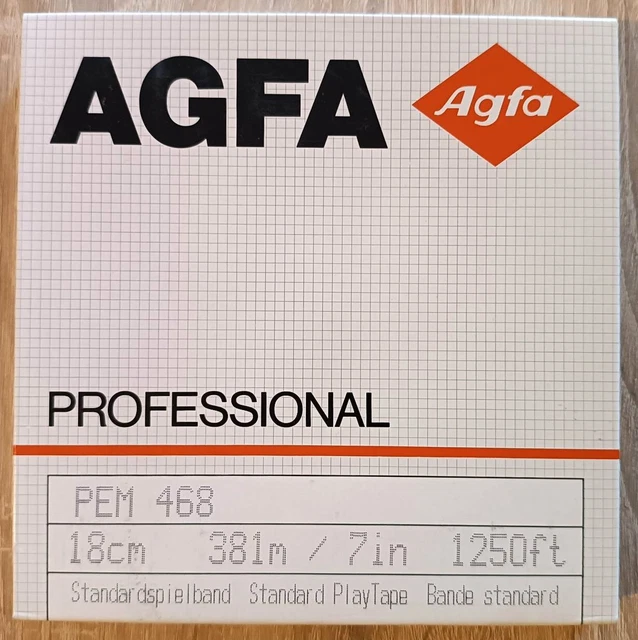 AGFA
Agfa
PROFESSIONAL
PEM 468
18cm 381m / 7in 1250ft
Standardspielband Standard PlayTape Bande standard